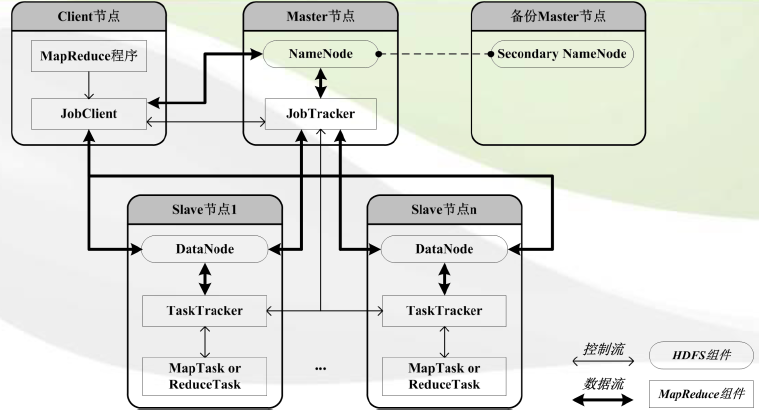 Client节点
Master节点
备份Master节点
MapReduce程序
NameNode
Secondary NameNode
JobClient
JobTracker
Slave节点1
Slave节点n
DataNode
DataNode
TaskTracker
TaskTracker
MapTask or
ReduceTask
...
MapTask or
ReduceTask
控制流
HDFS组件
数据流
MapReduce组件